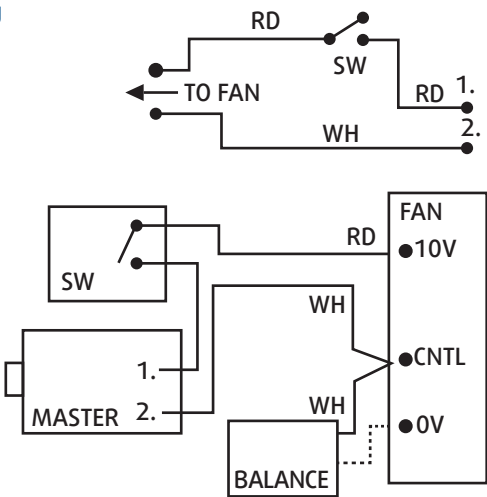 RD
SW
RD 1.
TO FAN
2.
WH
FAN
RD
10V
SW
WH
CNTL
1.
MASTER 2.
WH
0V
BALANCE